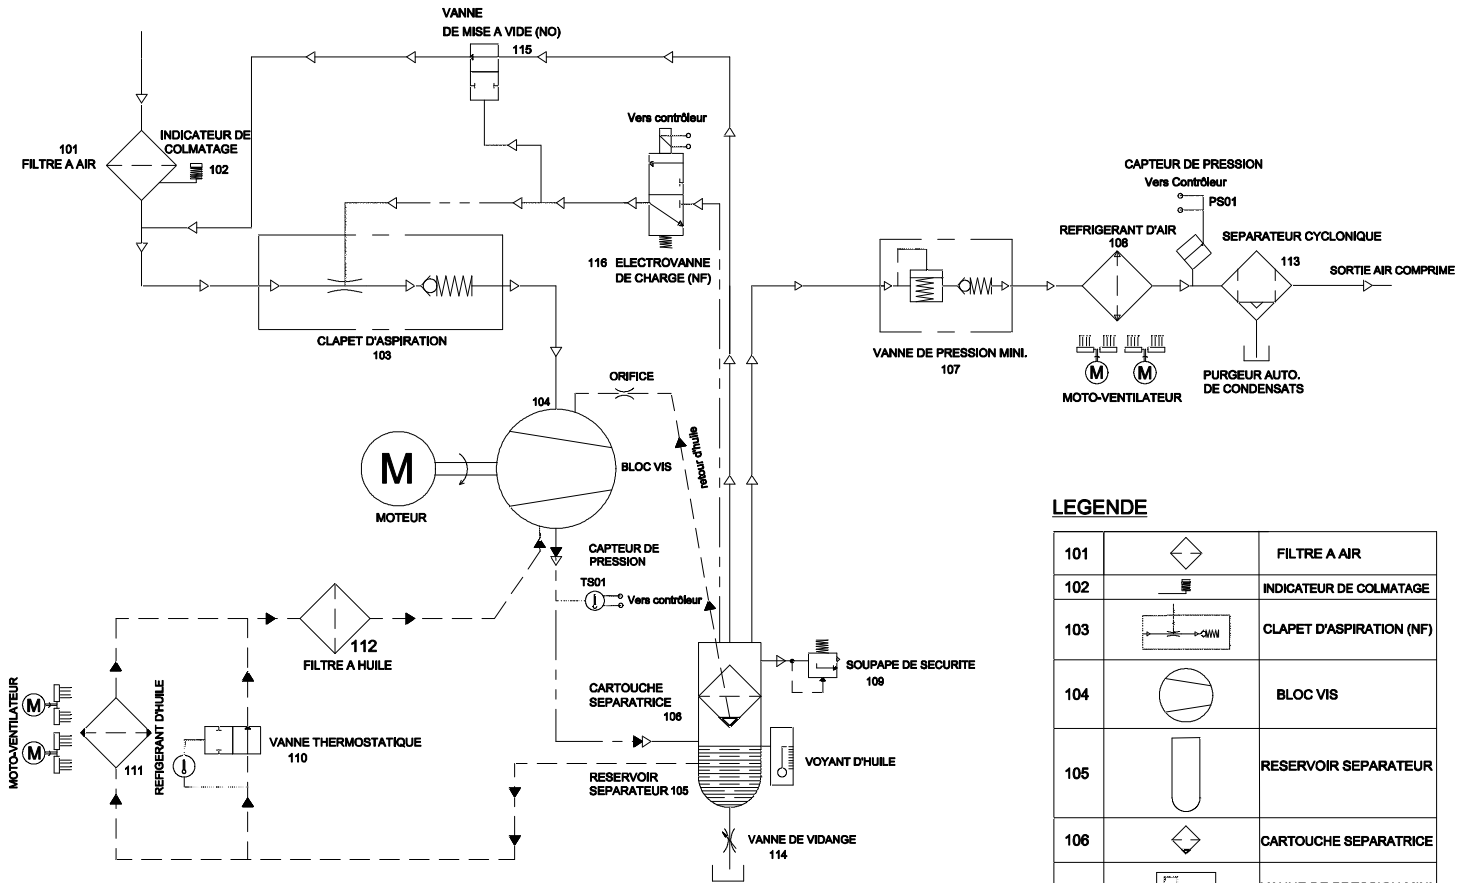 VANNE
DE MISE A VIDE (NO)
115
101
FILTRE A AIR
INDICATEUR DE
COLMATAGE
102
Vers contrôleur
116 ELECTROVANNE
DE CHARGE (NF)
CLAPET D'ASPIRATION
103
CAPTEUR DE PRESSION
Vers Contrôleur
PS01
REFRIGERANT D'AIR
108
SEPARATEUR CYCLONIQUE
113
SORTIE AIR COMPRIME
VANNE DE PRESSION MINI.
107
M
M
MOTO-VENTILATEUR
PURGEUR AUTO.
DE CONDENSATS
ORIFICE
104
BLOC VIS
M
MOTEUR
retour d'huile
CAPTEUR DE
PRESSION
TS01
Vers contrôleur
112
FILTRE A HUILE
CARTOUCHE
SEPARATRICE
106
SOUPAPE DE SECURITE
109
MOTO-VENTILATEUR
M
M
111
REFIGERANT D'HUILE
VANNE THERMOSTATIQUE
110
VOYANT D'HUILE
RESERVOIR
SEPARATEUR 105
VANNE DE VIDANGE
114
LEGENDE
101 FILTRE A AIR
102 INDICATEUR DE COLMATAGE
103 CLAPET D'ASPIRATION (NF)
104 BLOC VIS
105 RESERVOIR SEPARATEUR
106 CARTOUCHE SEPARATRICE